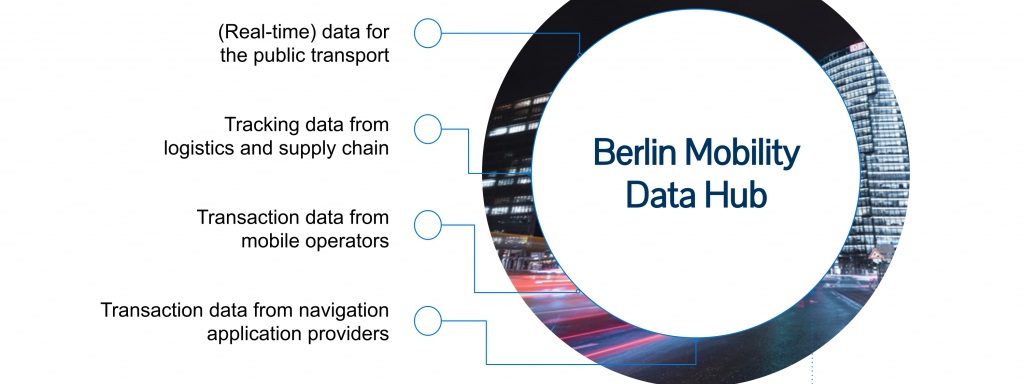 (Real-time) data for
the public transport
Tracking data from
logistics and supply chain
Transaction data from
mobile operators
Transaction data from navigation
application providers
Berlin Mobility
Data Hub